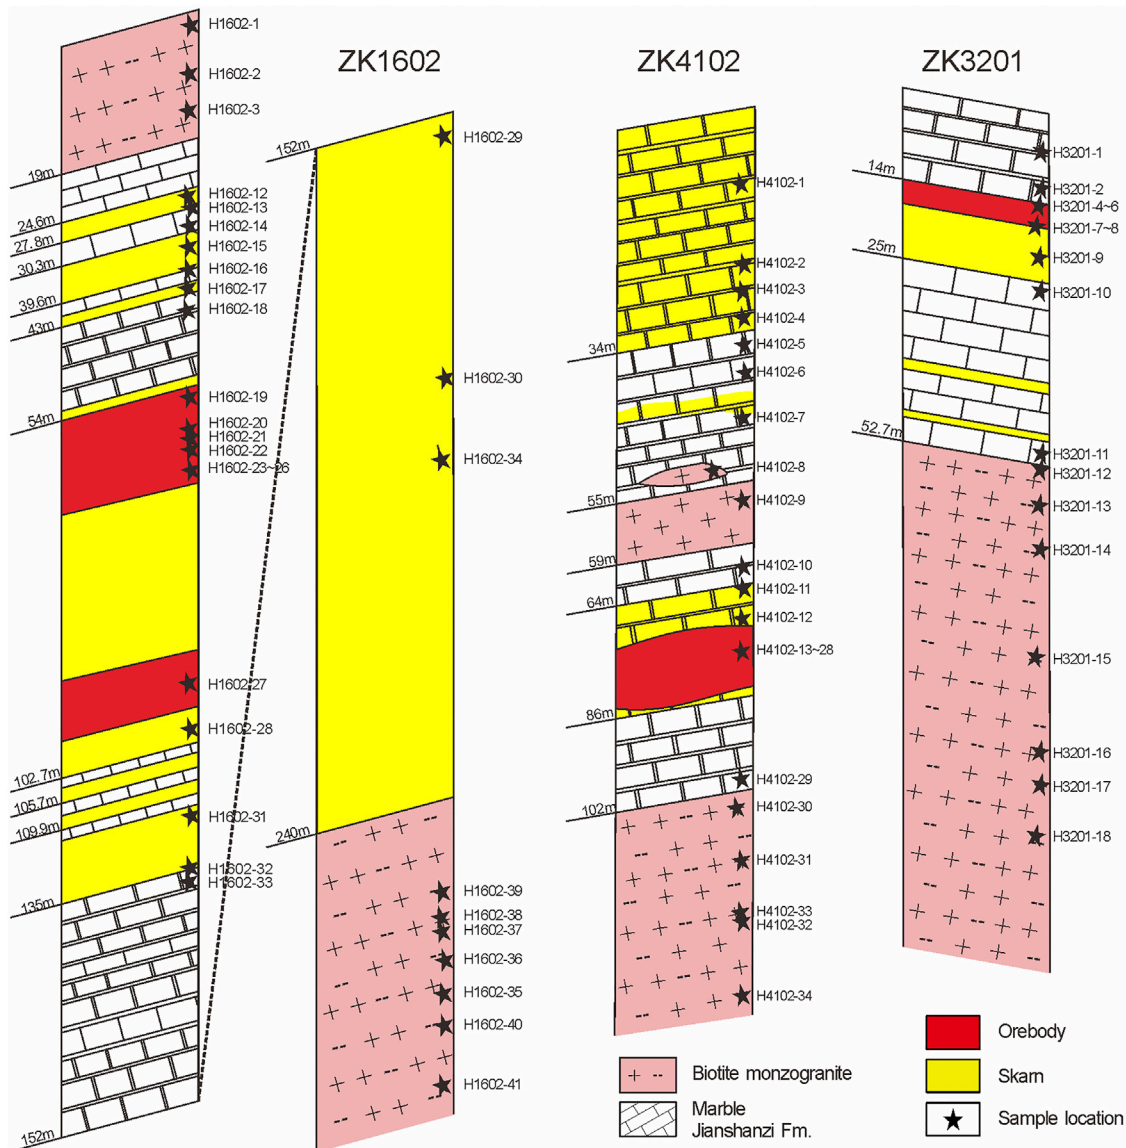 ZK1602
ZK4102
ZK3201
H1602-1
H1602-2
H1602-3
19m
H1602-12
H1602-13
24.6m
H1602-14
27.8m
H1602-15
30.3m
H1602-16
H1602-17
39.6m
H1602-18
43m
H1602-19
54m
H1602-20
H1602-21
H1602-22
H1602-23~26
H1602-27
H1602-28
102.7m
105.7m
H1602-31
109.9m
H1602-32
H1602-33
135m
152m
152m
H1602-29
H1602-30
H1602-34
240m
H1602-39
H1602-38
H1602-37
H1602-36
H1602-35
H1602-40
H1602-41
H4102-1
H4102-2
H4102-3
H4102-4
H4102-5
34m
H4102-6
H4102-7
H4102-8
55m
H4102-9
59m
H4102-10
H4102-11
64m
H4102-12
H4102-13~28
86m
H4102-29
102m
H4102-30
H4102-31
H4102-33
H4102-32
H4102-34
H3201-1
14m
H3201-2
H3201-4~6
H3201-7~8
25m
H3201-9
H3201-10
52.7m
H3201-11
H3201-12
H3201-13
H3201-14
H3201-15
H3201-16
H3201-17
H3201-18
Biotite monzogranite
Marble
Jianshanzi Fm.
Orebody
Skarn
Sample location